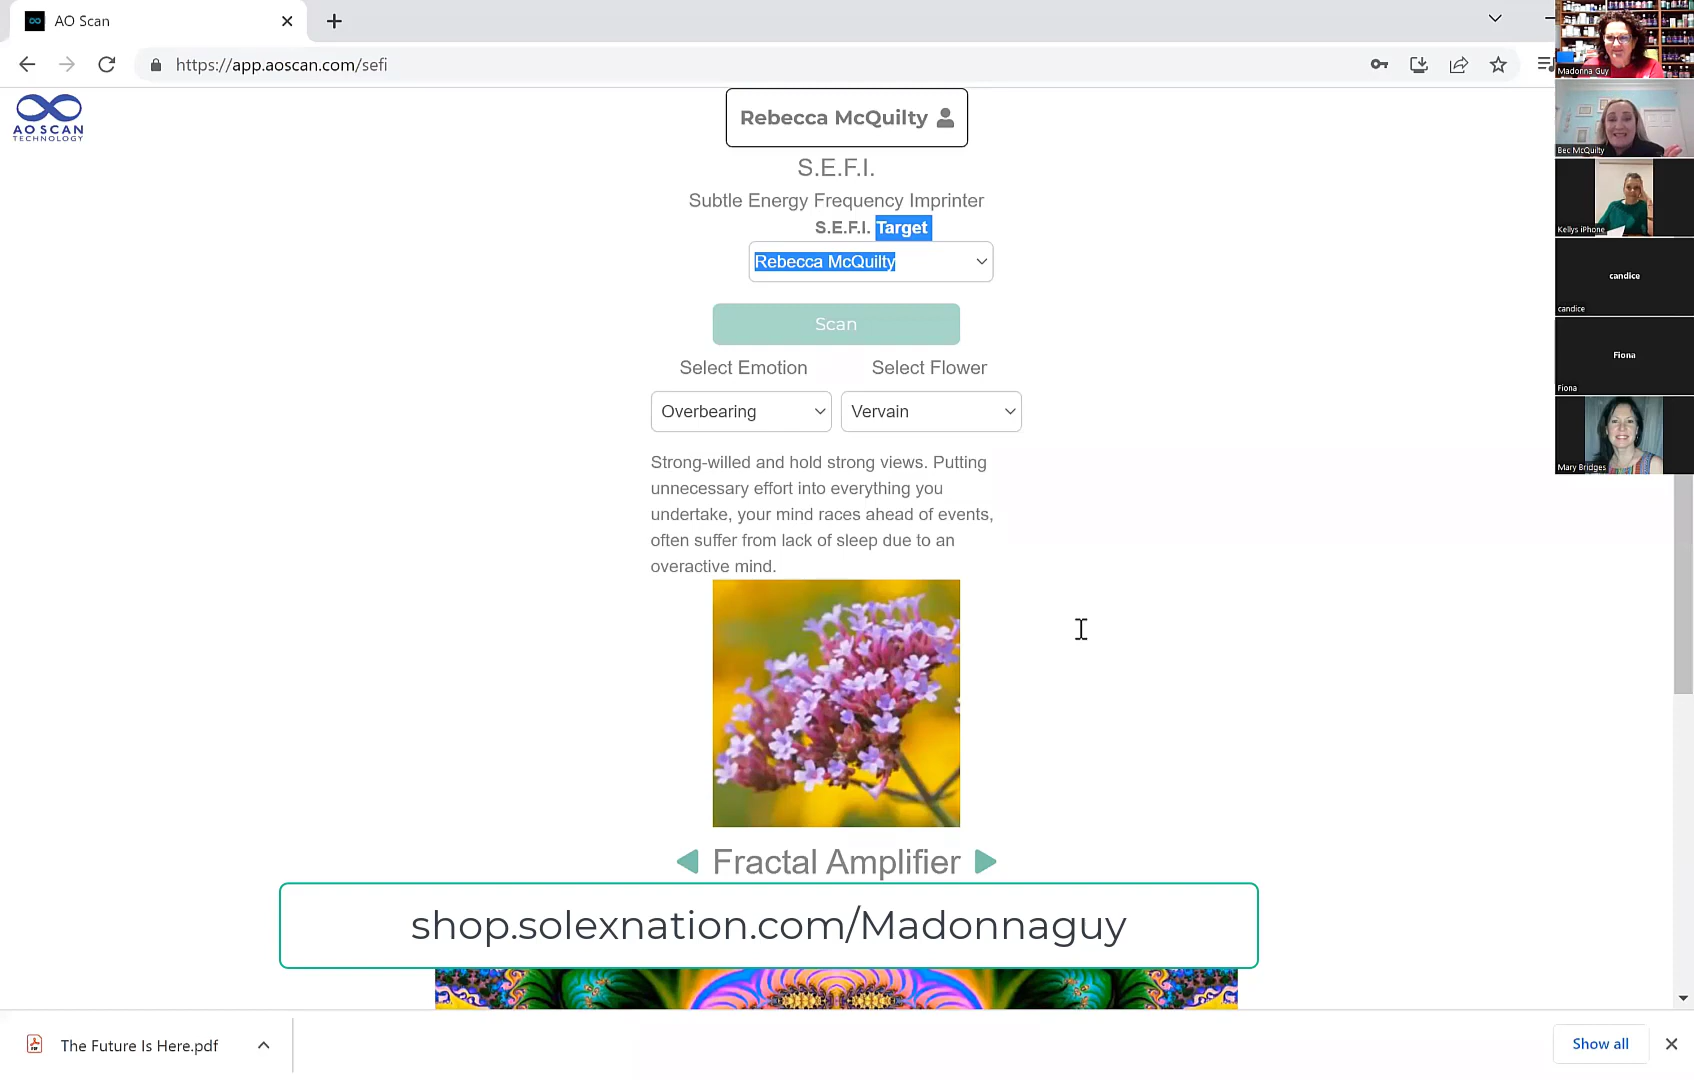 AO Scan
https://app.aoscan.com/sefi
AO SCAN
TECHNOLOGY
Rebecca McQuilty
S.E.F.I.
Subtle Energy Frequency Imprinter
S.E.F.I. Target
Rebecca McQuilty
Scan
Select Emotion
Select Flower
Overbearing
Vervain
Strong-willed and hold strong views. Putting
unnecessary effort into everything you
undertake, your mind races ahead of events,
often suffer from lack of sleep due to an
overactive mind.
Fractal Amplifier
shop.solexnation.com/Madonnaguy
The Future Is Here.pdf
Show all
Madonna Guy
Bec McQuilty
Kellys iPhone
candice
candice
Fiona
Fiona
Mary Bridges